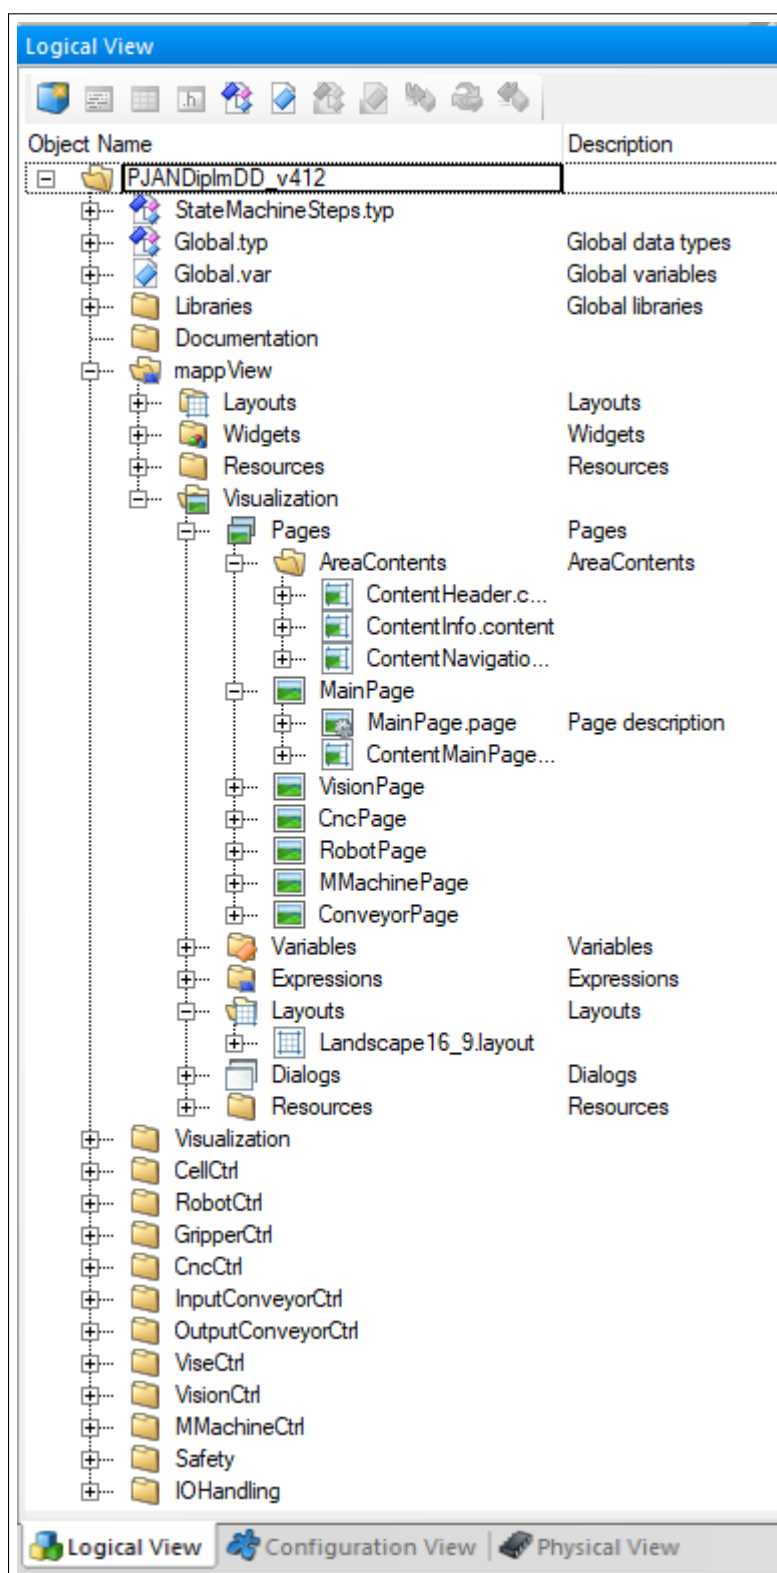 Logical View
.h
Object Name Description
PJANDiplmDD_v412
StateMachineSteps.typ
Global.typ Global data types
Global.var Global variables
Libraries Global libraries
Documentation
mappView
Layouts Layouts
Widgets Widgets
Resources Resources
Visualization
Pages Pages
AreaContents AreaContents
ContentHeader.c...
ContentInfo.content
ContentNavigatio...
MainPage
MainPage.page Page description
ContentMainPage...
VisionPage
CncPage
RobotPage
MMachinePage
ConveyorPage
Variables Variables
Expressions Expressions
Layouts Layouts
Landscape16_9.layout
Dialogs Dialogs
Resources Resources
Visualization
CellCtrl
RobotCtrl
GripperCtrl
CncCtrl
InputConveyorCtrl
OutputConveyorCtrl
ViseCtrl
VisionCtrl
MMachineCtrl
Safety
IOHandling
Logical View Configuration View Physical View